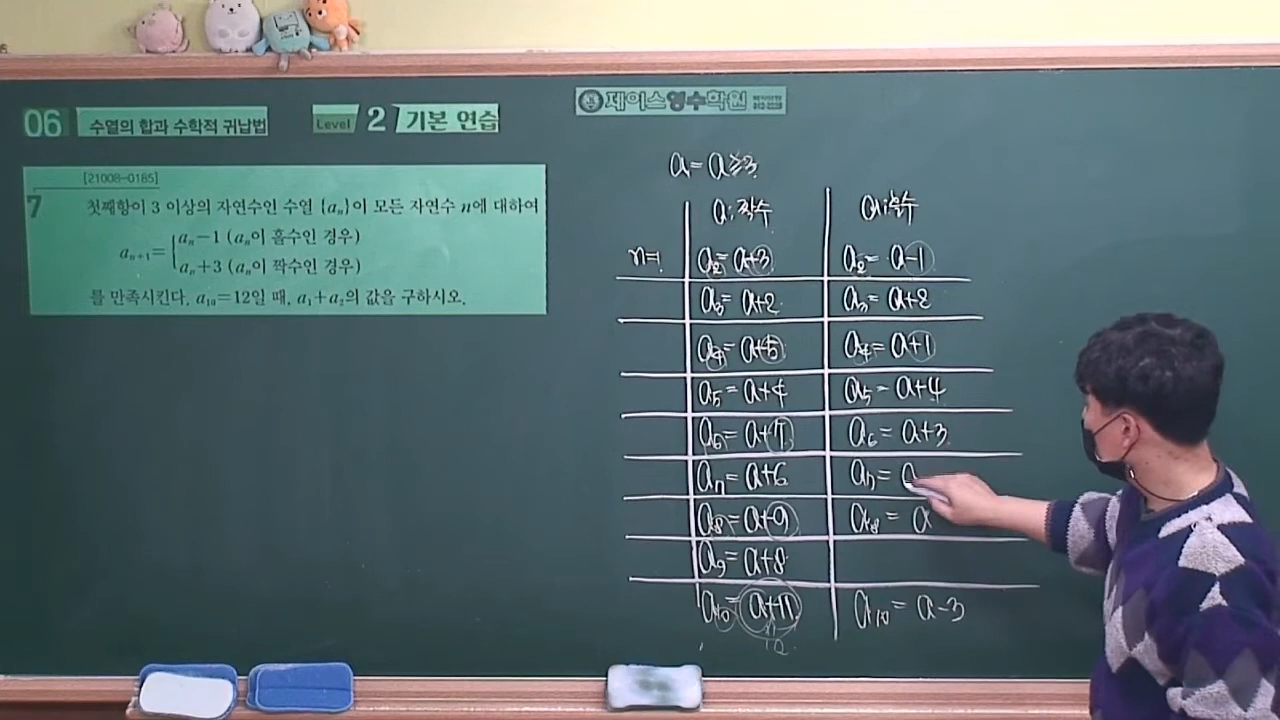 제이스영수학원
06 수열의 합과 수학적 귀납법 Level 2 기본 연습
[21008-0185]
7 첫째항이 3 이상의 자연수인 수열 {aₙ}이 모든 자연수 n에 대하여
aₙ₊₁= { aₙ-1 (aₙ이 홀수인 경우)
aₙ+3 (aₙ이 짝수인 경우)
를 만족시킨다. a₁₀=12일 때, a₁+a₂의 값을 구하시오.
a= a≥3
a; 짝수 a;홀수
n=1 a₂= a+3 a₂= a-1
a₃= a+2 a₃= a+2
a₄= a+5 a₄= a+1
a₅= a+4 a₅= a+4
a₆= a+7 a₆= a+3
a₇= a+6 a₇= a
a₈= a+9 a₈= a
a₉= a+8
a₁₀= a+11 a₁₀= a-3
12